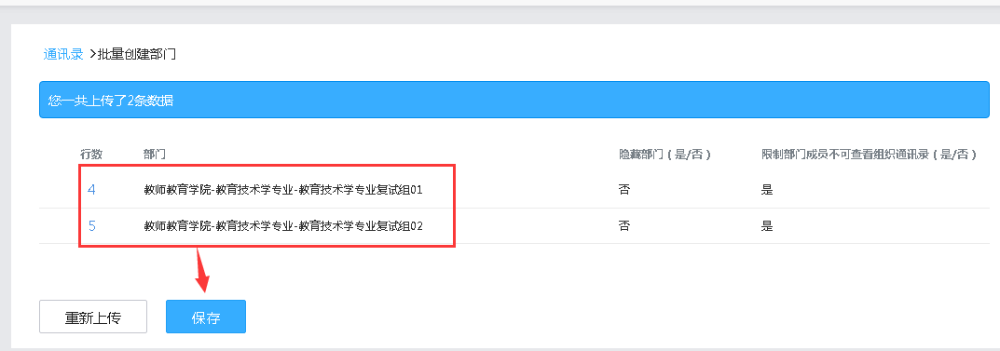 通讯录 >批量创建部门
您一共上传了2条数据
行数 部门 隐藏部门（是/否） 限制部门成员不可查看组织通讯录（是/否）
4 教师教育学院-教育技术学专业-教育技术学专业复试组01 否 是
5 教师教育学院-教育技术学专业-教育技术学专业复试组02 否 是
重新上传 保存